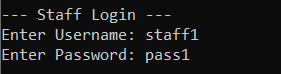 --- Staff Login ---
Enter Username: staff1
Enter Password: pass1